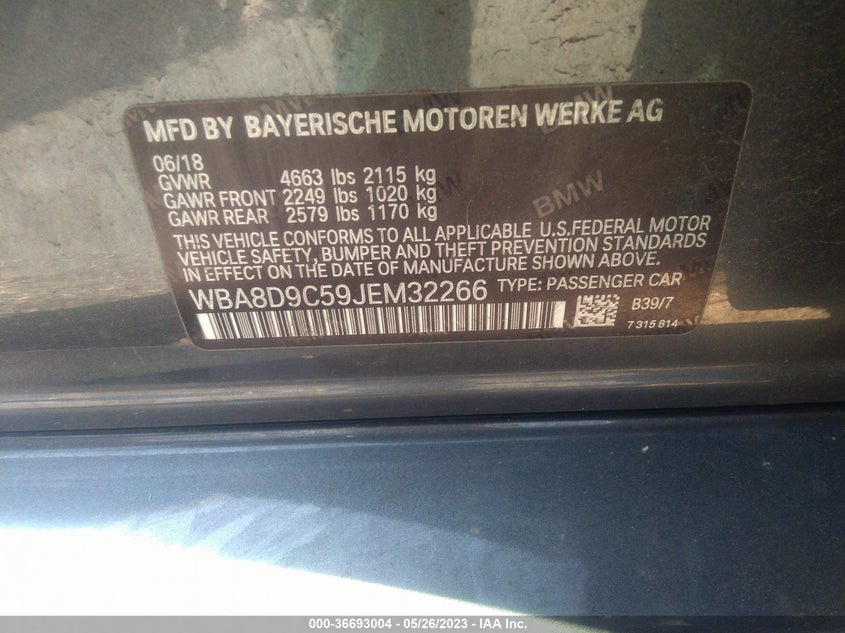 MFD BY BAYERISCHE MOTOREN WERKE AG
06/18
GVWR 4663 lbs 2115 kg
GAWR FRONT 2249 lbs 1020 kg
GAWR REAR 2579 lbs 1170 kg
THIS VEHICLE CONFORMS TO ALL APPLICABLE U.S.FEDERAL MOTOR
VEHICLE SAFETY, BUMPER AND THEFT PREVENTION STANDARDS
IN EFFECT ON THE DATE OF MANUFACTURE SHOWN ABOVE.
WBA8D9C59JEM32266 TYPE: PASSENGER CAR
B39/7
7 315 814
BMW
000-36693004 - 05/26/2023 - IAA Inc.